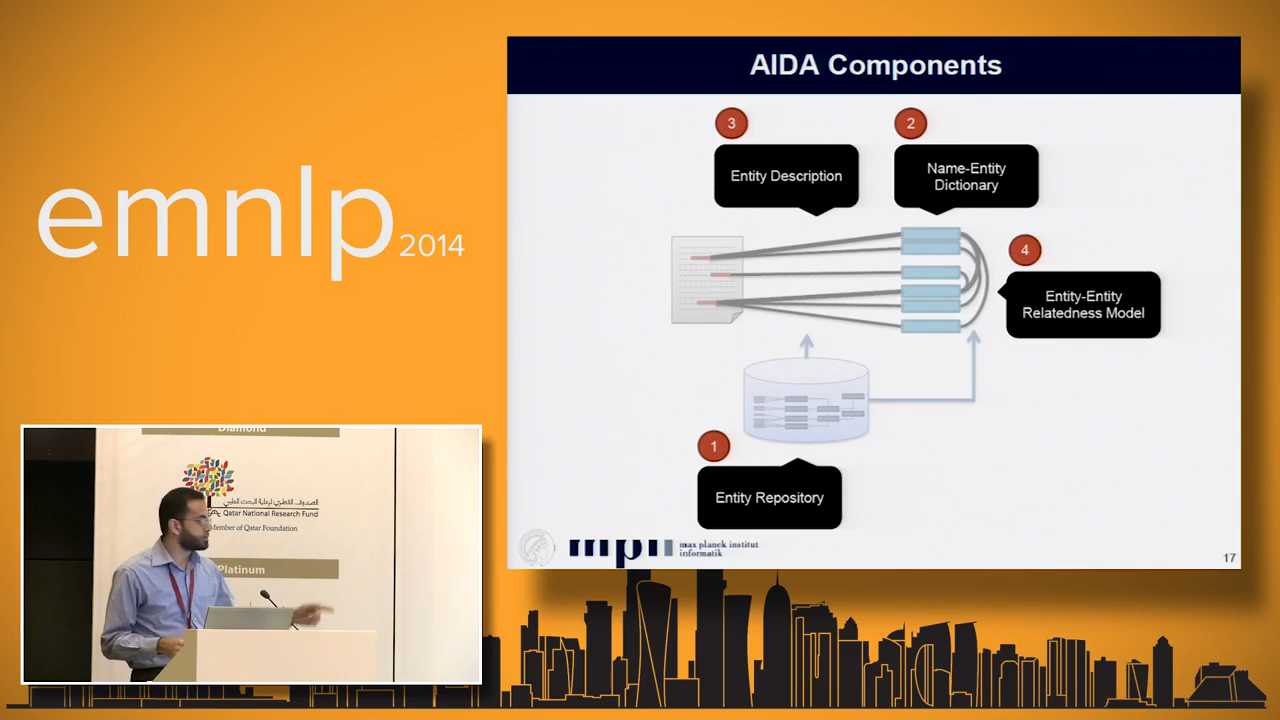 emnlp 2014
AIDA Components
3
Entity Description
2
Name-Entity
Dictionary
4
Entity-Entity
Relatedness Model
1
Entity Repository
max planck institut
informatik
17
Diamond
Qatar National Research Fund
Member of Qatar Foundation
Platinum